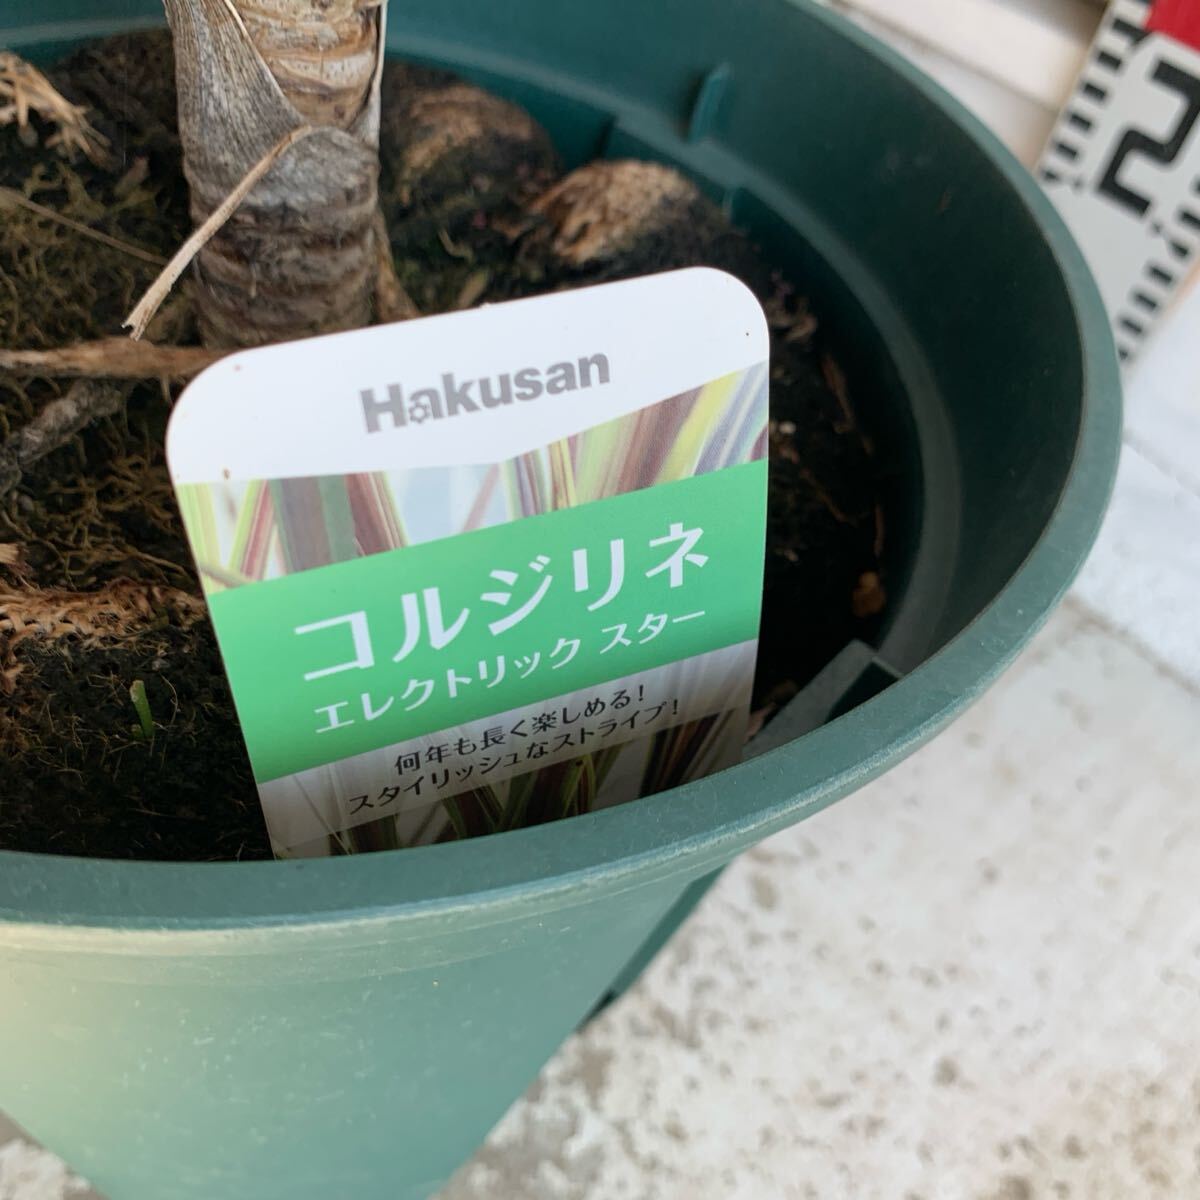 Hakusan
コルジリネ
エレクトリック スター
何年も長く楽しめる!
スタイリッシュなストライプ!
2